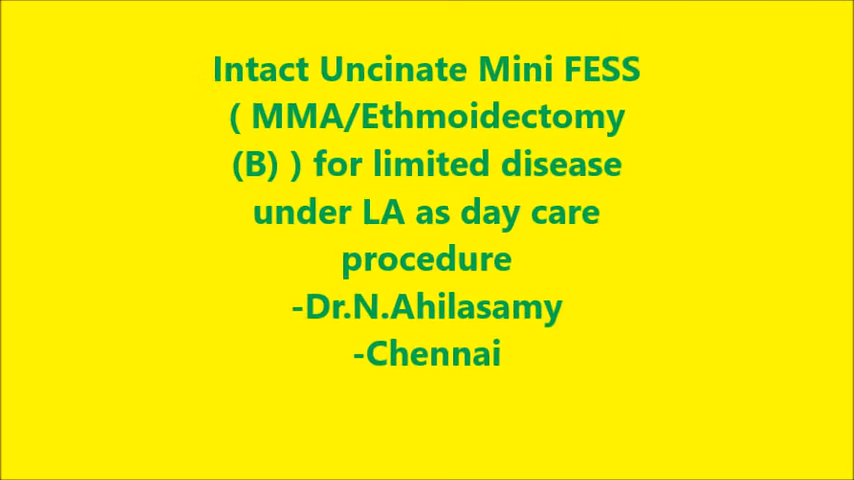 Intact Uncinate Mini FESS
( MMA/Ethmoidectomy
(B) ) for limited disease
under LA as day care
procedure
-Dr.N.Ahilasamy
-Chennai